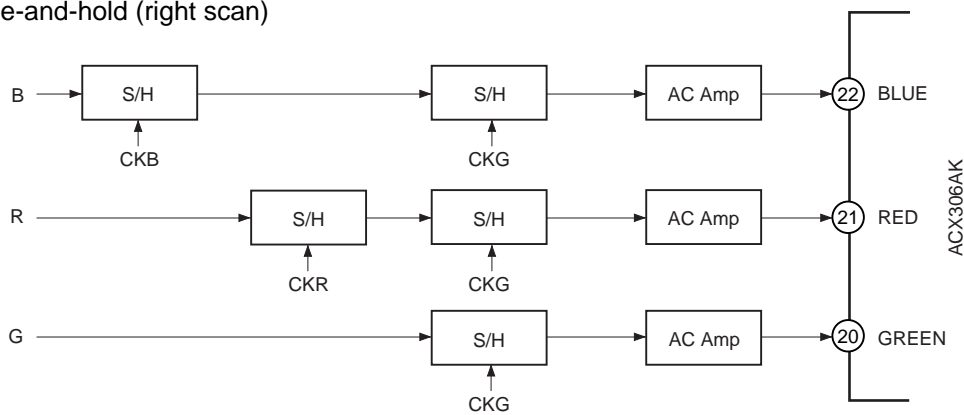 e-and-hold (right scan)
B
S/H
S/H
AC Amp
22
BLUE
CKB
CKG
R
S/H
S/H
AC Amp
21
RED
CKR
CKG
G
S/H
AC Amp
20
GREEN
CKG
ACX306AK